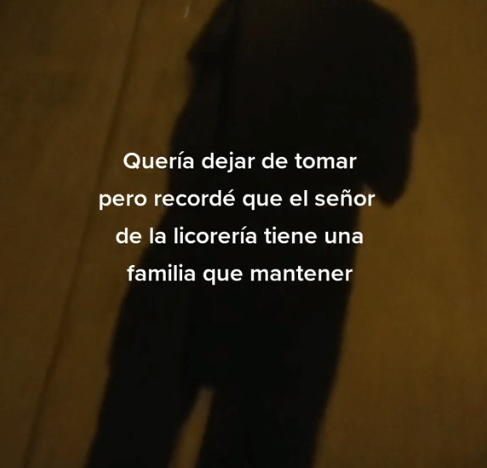 Quería dejar de tomar
pero recordé que el señor
de la licorería tiene una
familia que mantener